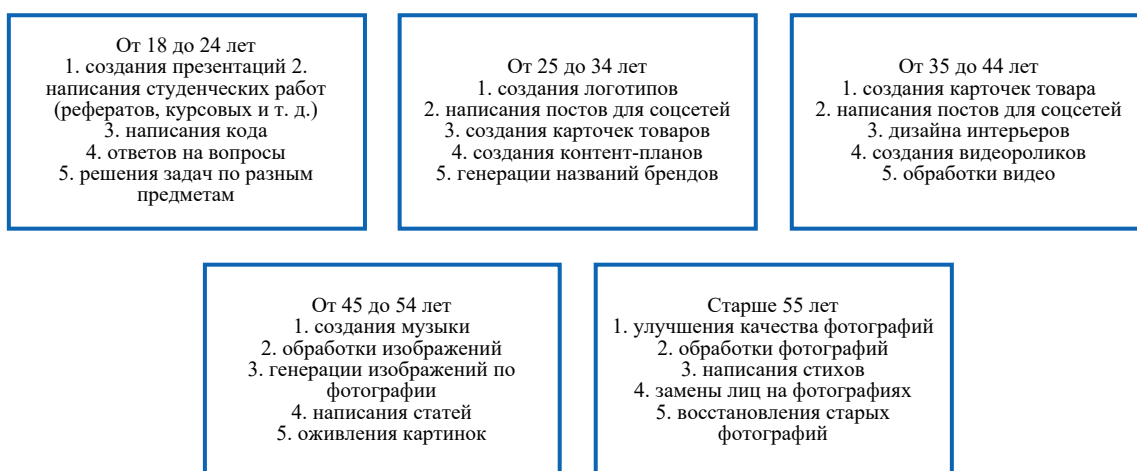 От 18 до 24 лет
1. создания презентаций 2.
написания студенческих работ
(рефератов, курсовых и т. д.)
3. написания кода
4. ответов на вопросы
5. решения задач по разным
предметам
От 25 до 34 лет
1. создания логотипов
2. написания постов для соцсетей
3. создания карточек товаров
4. создания контент-планов
5. генерации названий брендов
От 35 до 44 лет
1. создания карточек товара
2. написания постов для соцсетей
3. дизайна интерьеров
4. создания видеороликов
5. обработки видео
От 45 до 54 лет
1. создания музыки
2. обработки изображений
3. генерации изображений по
фотографии
4. написания статей
5. оживления картинок
Старше 55 лет
1. улучшения качества фотографий
2. обработки фотографий
3. написания стихов
4. замены лиц на фотографиях
5. восстановления старых
фотографий